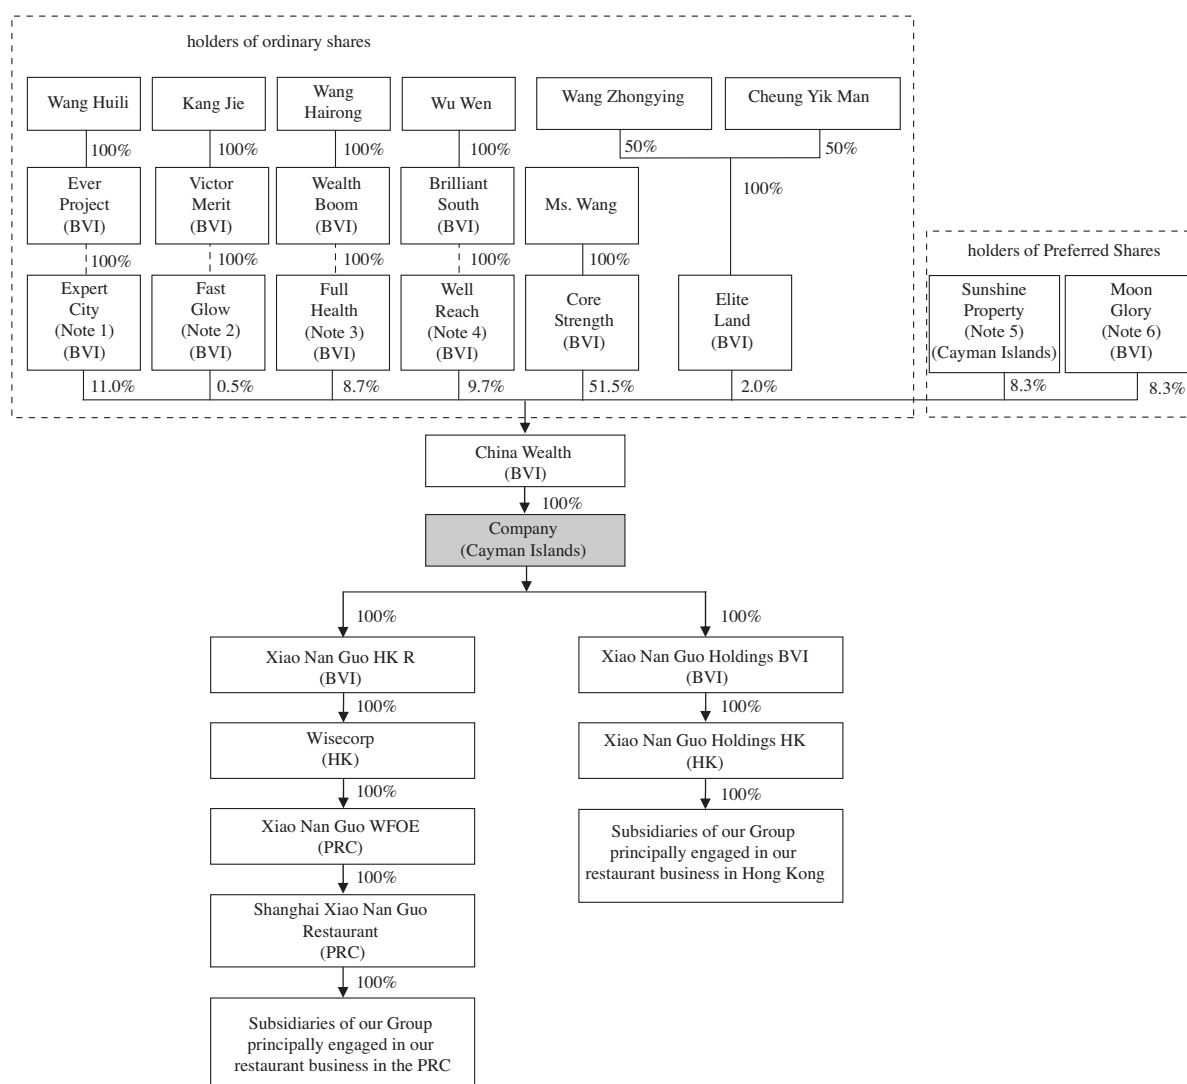 holders of ordinary shares
Wang Huili
Kang Jie
Wang
Hairong
Wu Wen
Wang Zhongying
Cheung Yik Man
100%
100%
100%
100%
50%
50%
Ever
Project
(BVI)
Victor
Merit
(BVI)
Wealth
Boom
(BVI)
Brilliant
South
(BVI)
Ms. Wang
100%
holders of Preferred Shares
100%
100%
100%
100%
100%
Expert
City
(Note 1)
(BVI)
Fast
Glow
(Note 2)
(BVI)
Full
Health
(Note 3)
(BVI)
Well
Reach
(Note 4)
(BVI)
Core
Strength
(BVI)
Elite
Land
(BVI)
Sunshine
Property
(Note 5)
(Cayman Islands)
Moon
Glory
(Note 6)
(BVI)
11.0%
0.5%
8.7%
9.7%
51.5%
2.0%
8.3%
8.3%
China Wealth
(BVI)
100%
Company
(Cayman Islands)
100%
100%
Xiao Nan Guo HK R
(BVI)
Xiao Nan Guo Holdings BVI
(BVI)
100%
100%
Wisecorp
(HK)
Xiao Nan Guo Holdings HK
(HK)
100%
100%
Xiao Nan Guo WFOE
(PRC)
Subsidiaries of our Group
principally engaged in our
restaurant business in Hong Kong
100%
Shanghai Xiao Nan Guo
Restaurant
(PRC)
100%
Subsidiaries of our Group
principally engaged in our
restaurant business in the PRC